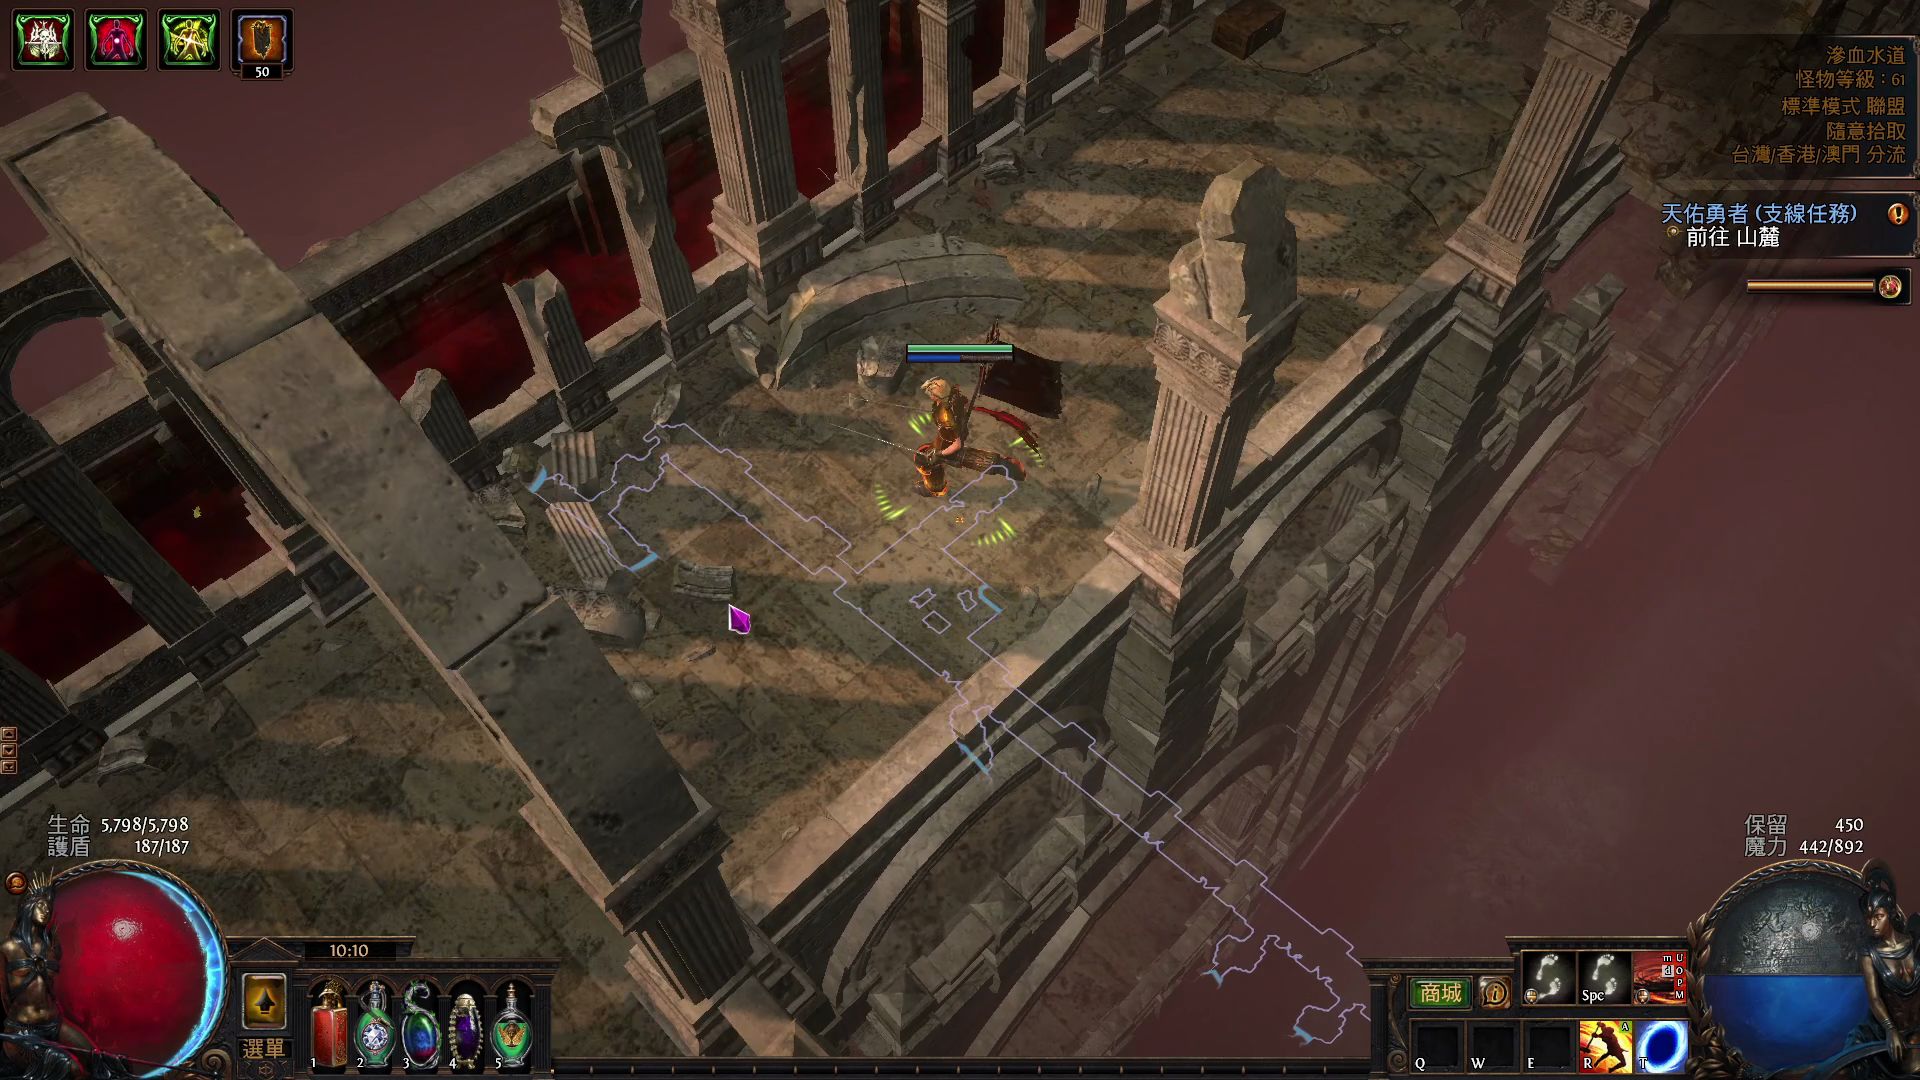 50
滲血水道
怪物等級：61
標準模式 聯盟
隨意拾取
台灣/香港/澳門 分流
天佑勇者 (支線任務)
前往 山麓
生命 5,798/5,798
護盾 187/187
保留 450
魔力 442/892
10:10
選單
1 2 3 4 5
商城
Spc
Q W E R T
A